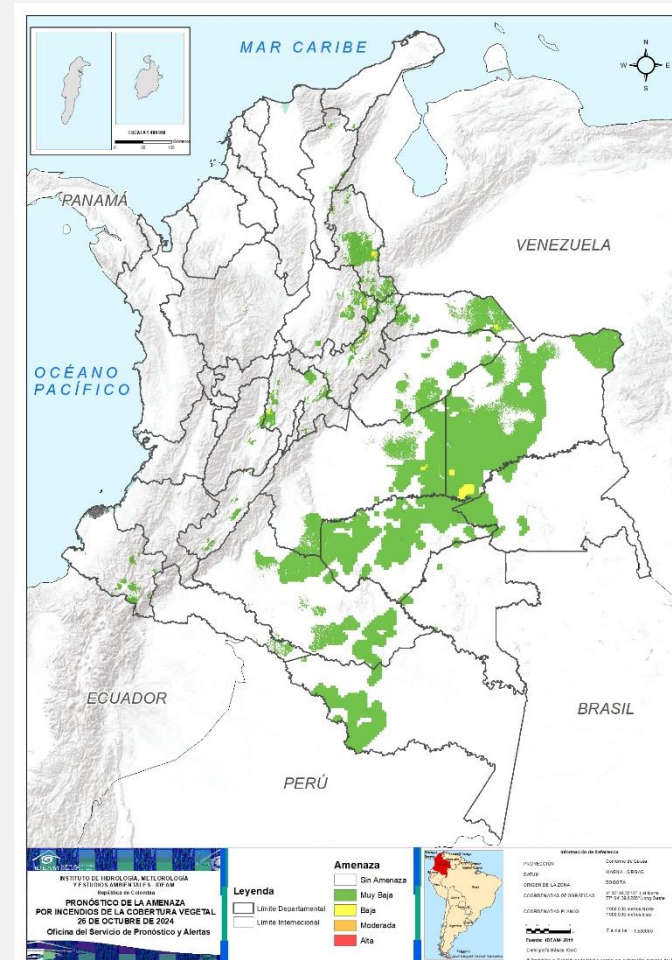 MAR CARIBE
N
W
E
S
PANAMÁ
VENEZUELA
OCÉANO
PACÍFICO
ECUADOR
BRASIL
PERÚ
INSTITUTO DE HIDROLOGÍA, METEOROLOGÍA
Y ESTUDIOS AMBIENTALES - IDEAM
República de Colombia
PRONÓSTICO DE LA AMENAZA
POR INCENDIOS DE LA COBERTURA VEGETAL
26 DE OCTUBRE DE 2024
Oficina del Servicio de Pronóstico y Alertas
Leyenda
Límite Departamental
Límite Internacional
Amenaza
Sin Amenaza
Muy Baja
Baja
Moderada
Alta
Información de Referencia
PROYECCIÓN
DATUM
ORIGEN DE LA ZONA
BOGOTÁ
COORDENADAS GEOGRÁFICAS
COORDENADAS PLANAS
Fuente: IDEAM 2015